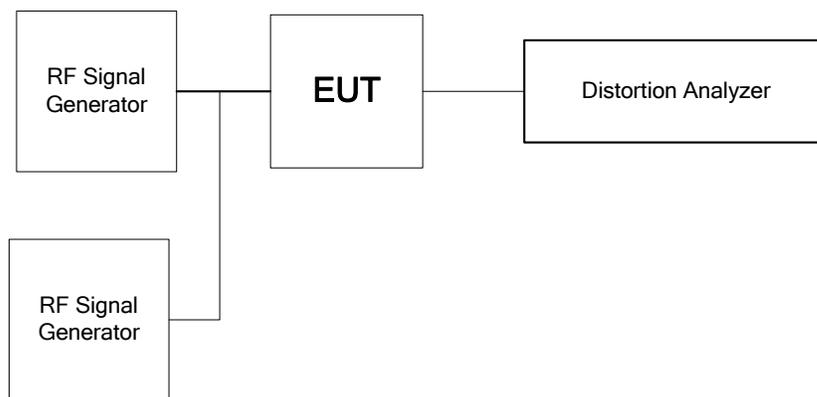 RF Signal
Generator
EUT
Distortion Analyzer
RF Signal
Generator